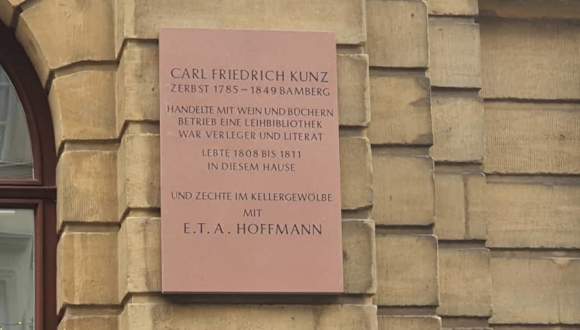 CARL FRIEDRICH KUNZ
ZERBST 1785 – 1849 BAMBERG
HANDELTE MIT WEIN UND BÜCHERN
BETRIEB EINE LEIHBIBLIOTHEK
WAR VERLEGER UND LITERAT
LEBTE 1808 BIS 1811
IN DIESEM HAUSE
UND ZECHTE IM KELLERGEWÖLBE
MIT
E.T.A. HOFFMANN